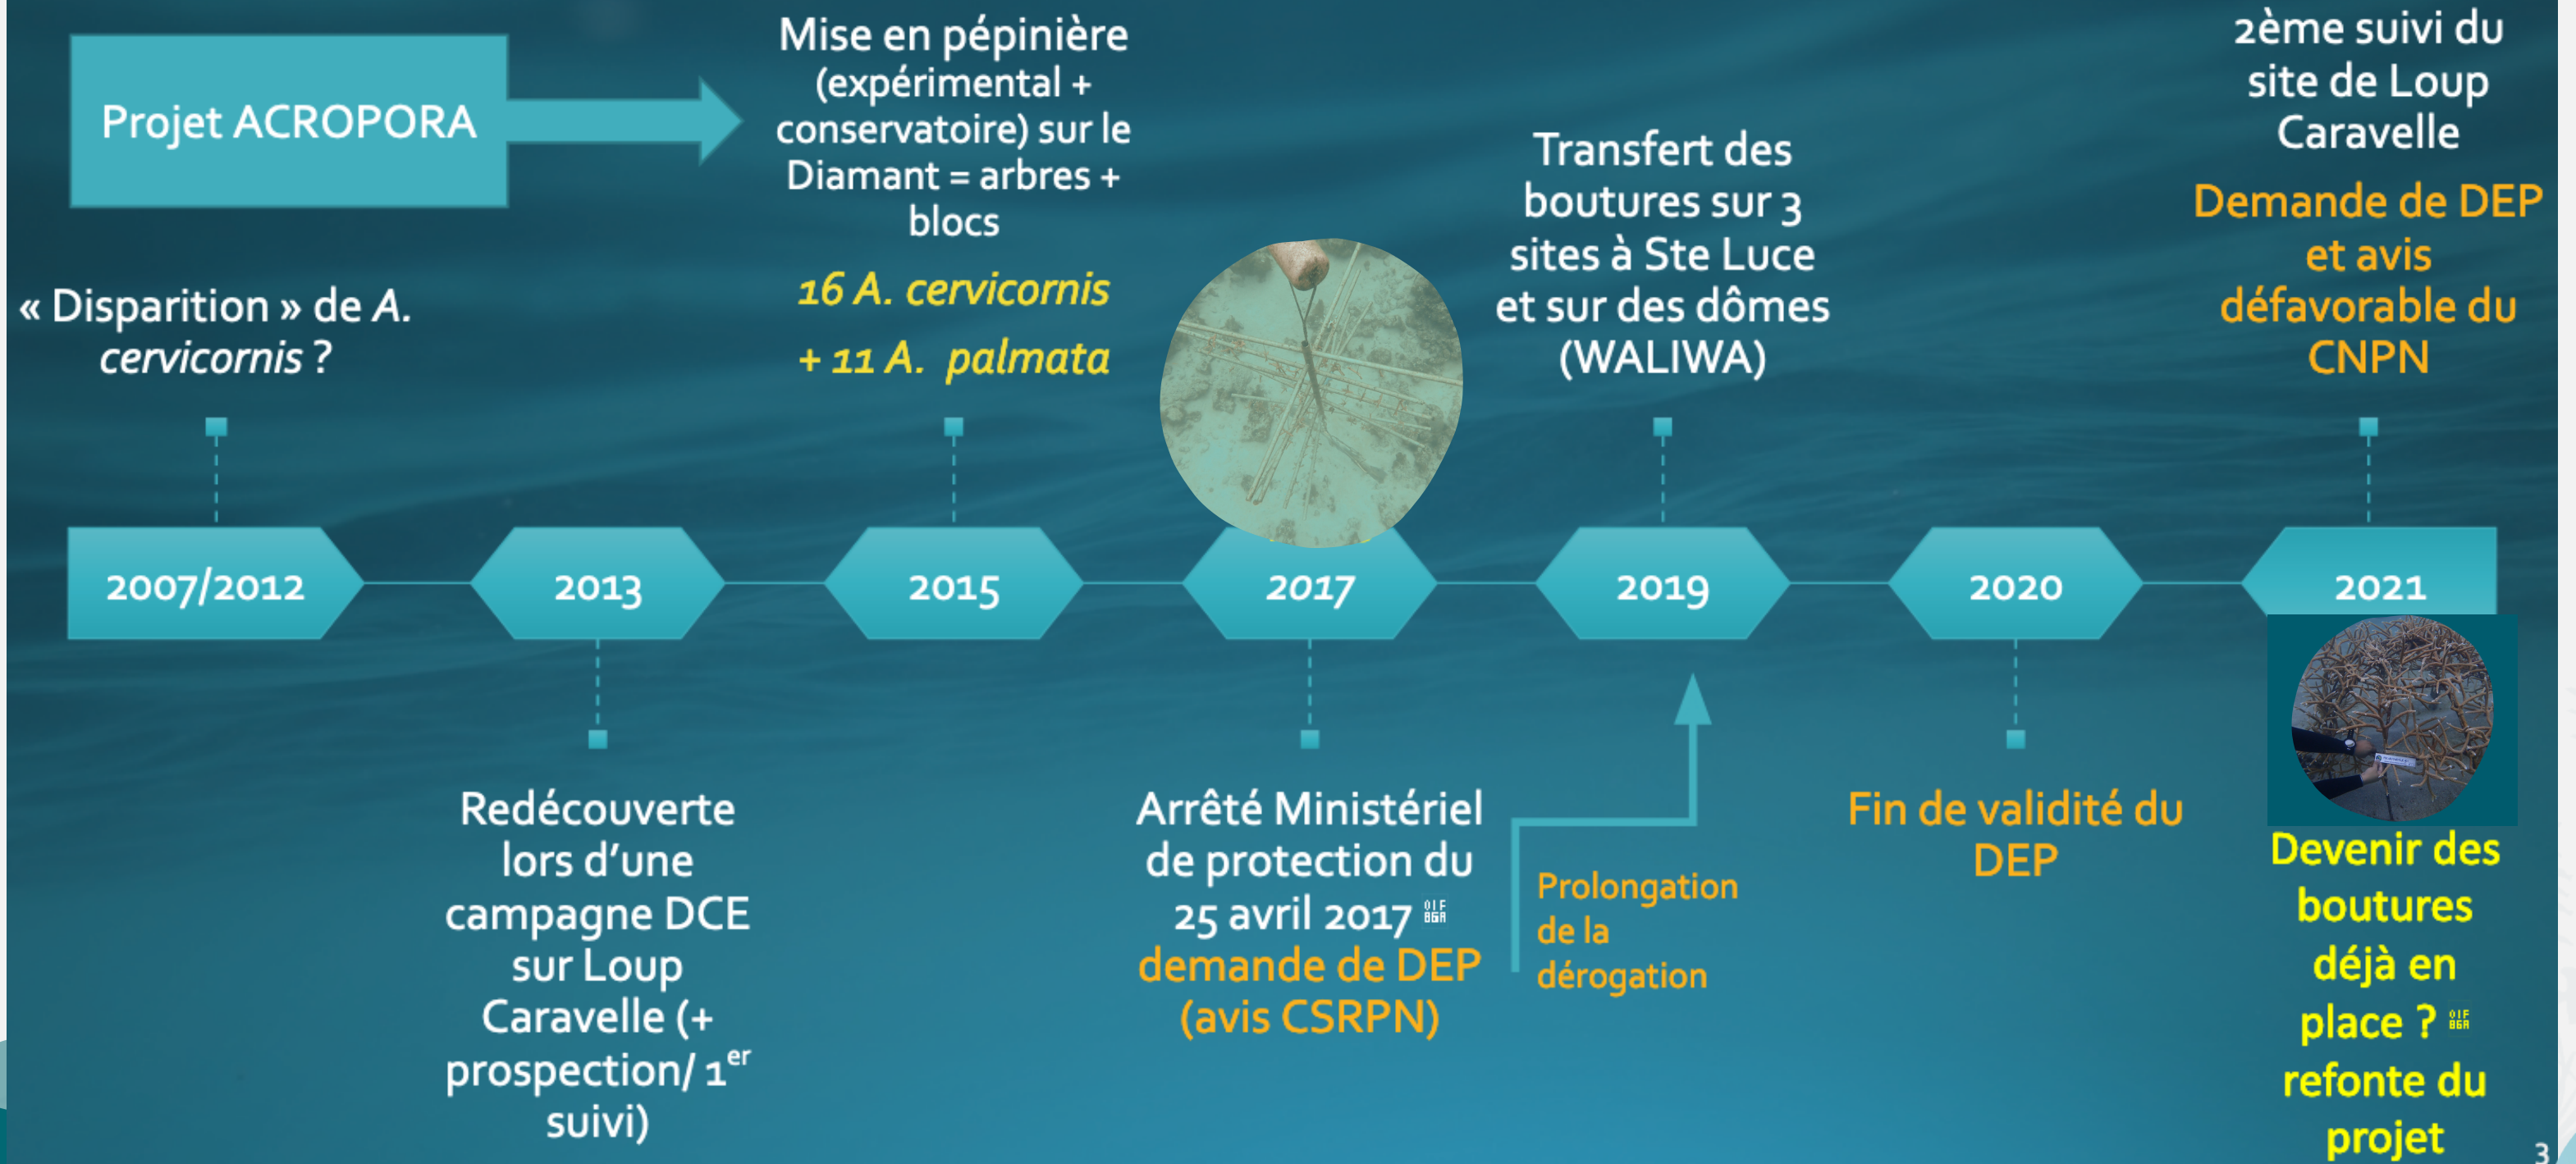 Projet ACROPORA
Mise en pépinière
(expérimental +
conservatoire) sur le
Diamant = arbres +
blocs
16 A. cervicornis
+ 11 A. palmata
Transfert des
boutures sur 3
sites à Ste Luce
et sur des dômes
(WALIWA)
2ème suivi du
site de Loup
Caravelle
Demande de DEP
et avis
défavorable du
CNPN
« Disparition » de A.
cervicornis ?
2007/2012
2013
2015
2017
2019
2020
2021
Redécouverte
lors d’une
campagne DCE
sur Loup
Caravelle (+
prospection/ 1er
suivi)
Arrêté Ministériel
de protection du
25 avril 2017
demande de DEP
(avis CSRPN)
Prolongation
de la
dérogation
Fin de validité du
DEP
Devenir des
boutures
déjà en
place ?
refonte du
projet
3